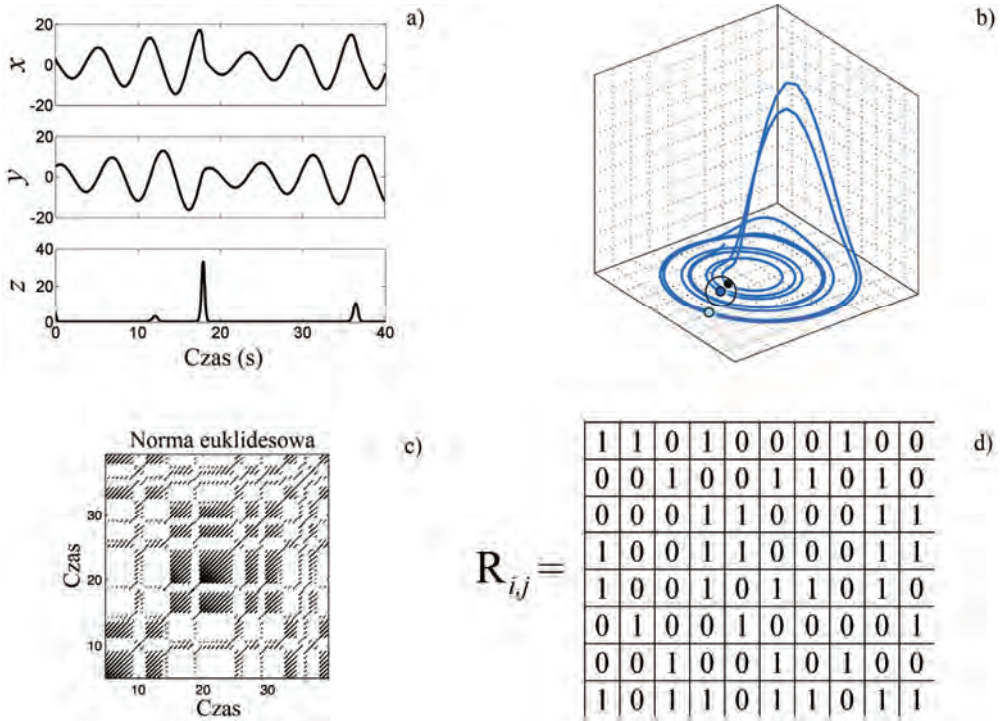 a)
20
0
-20
x
20
0
-20
y
40
20
0
z
0 10 20 30 40
Czas (s)
b)
Norma euklidesowa
c)
30
20
10
Czas
10 20 30
Czas
d)
R i,j =
1 1 0 1 0 0 0 1 0 0
0 0 1 0 0 1 1 0 1 0
0 0 0 1 1 0 0 0 1 1
1 0 0 1 1 0 0 0 1 1
1 0 0 1 0 1 1 0 1 0
0 1 0 0 1 0 0 0 0 1
0 0 1 0 0 1 0 1 0 0
1 0 1 1 0 1 0 0 1 1